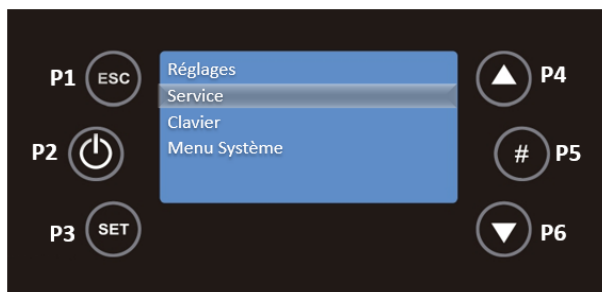 P1 ESC
P2
P3 SET
Réglages
Service
Clavier
Menu Système
P4
# P5
P6